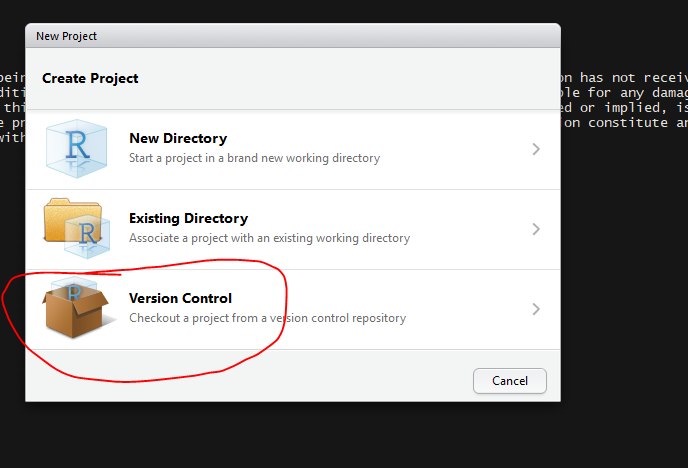 New Project
Create Project
bein on has not receiv
diti ble for any damag
thi ed or implied, is
e pr on constitute an
with
R
New Directory
Start a project in a brand new working directory
R
Existing Directory
Associate a project with an existing working directory
Version Control
Checkout a project from a version control repository
Cancel